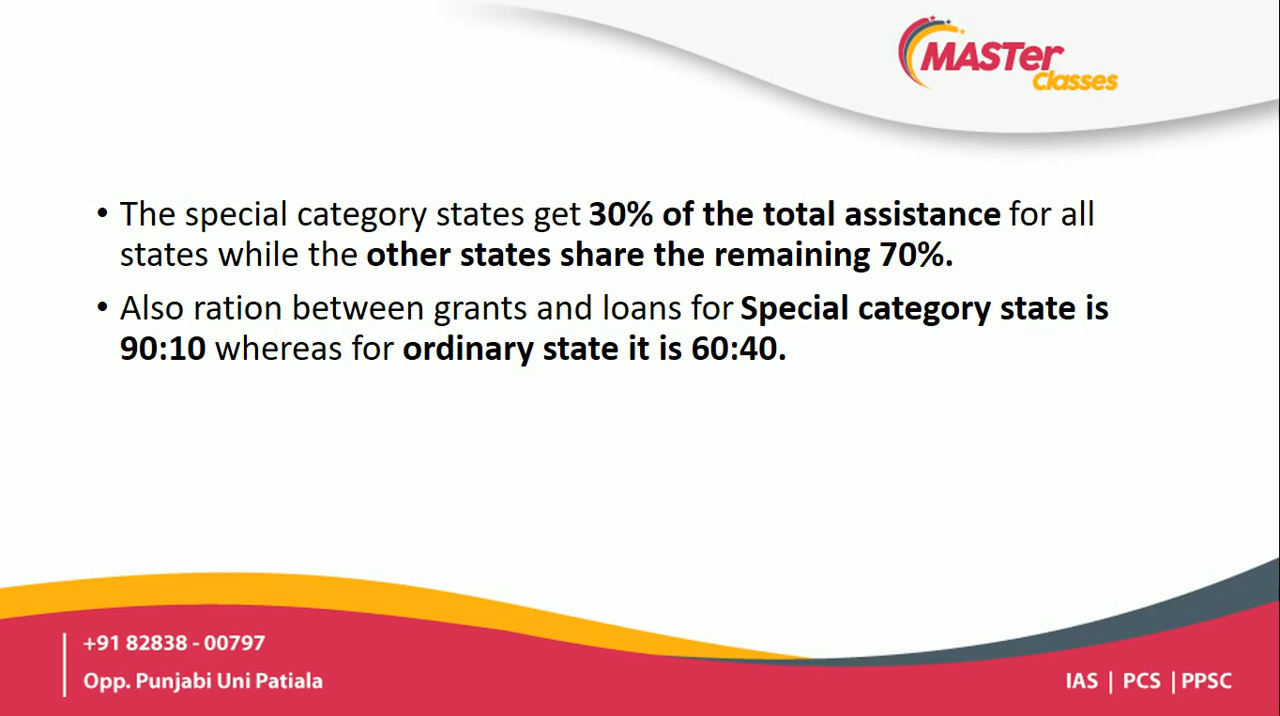 MASTer
Classes
• The special category states get 30% of the total assistance for all
states while the other states share the remaining 70%.
• Also ration between grants and loans for Special category state is
90:10 whereas for ordinary state it is 60:40.
+91 82838 - 00797
Opp. Punjabi Uni Patiala
IAS | PCS | PPSC